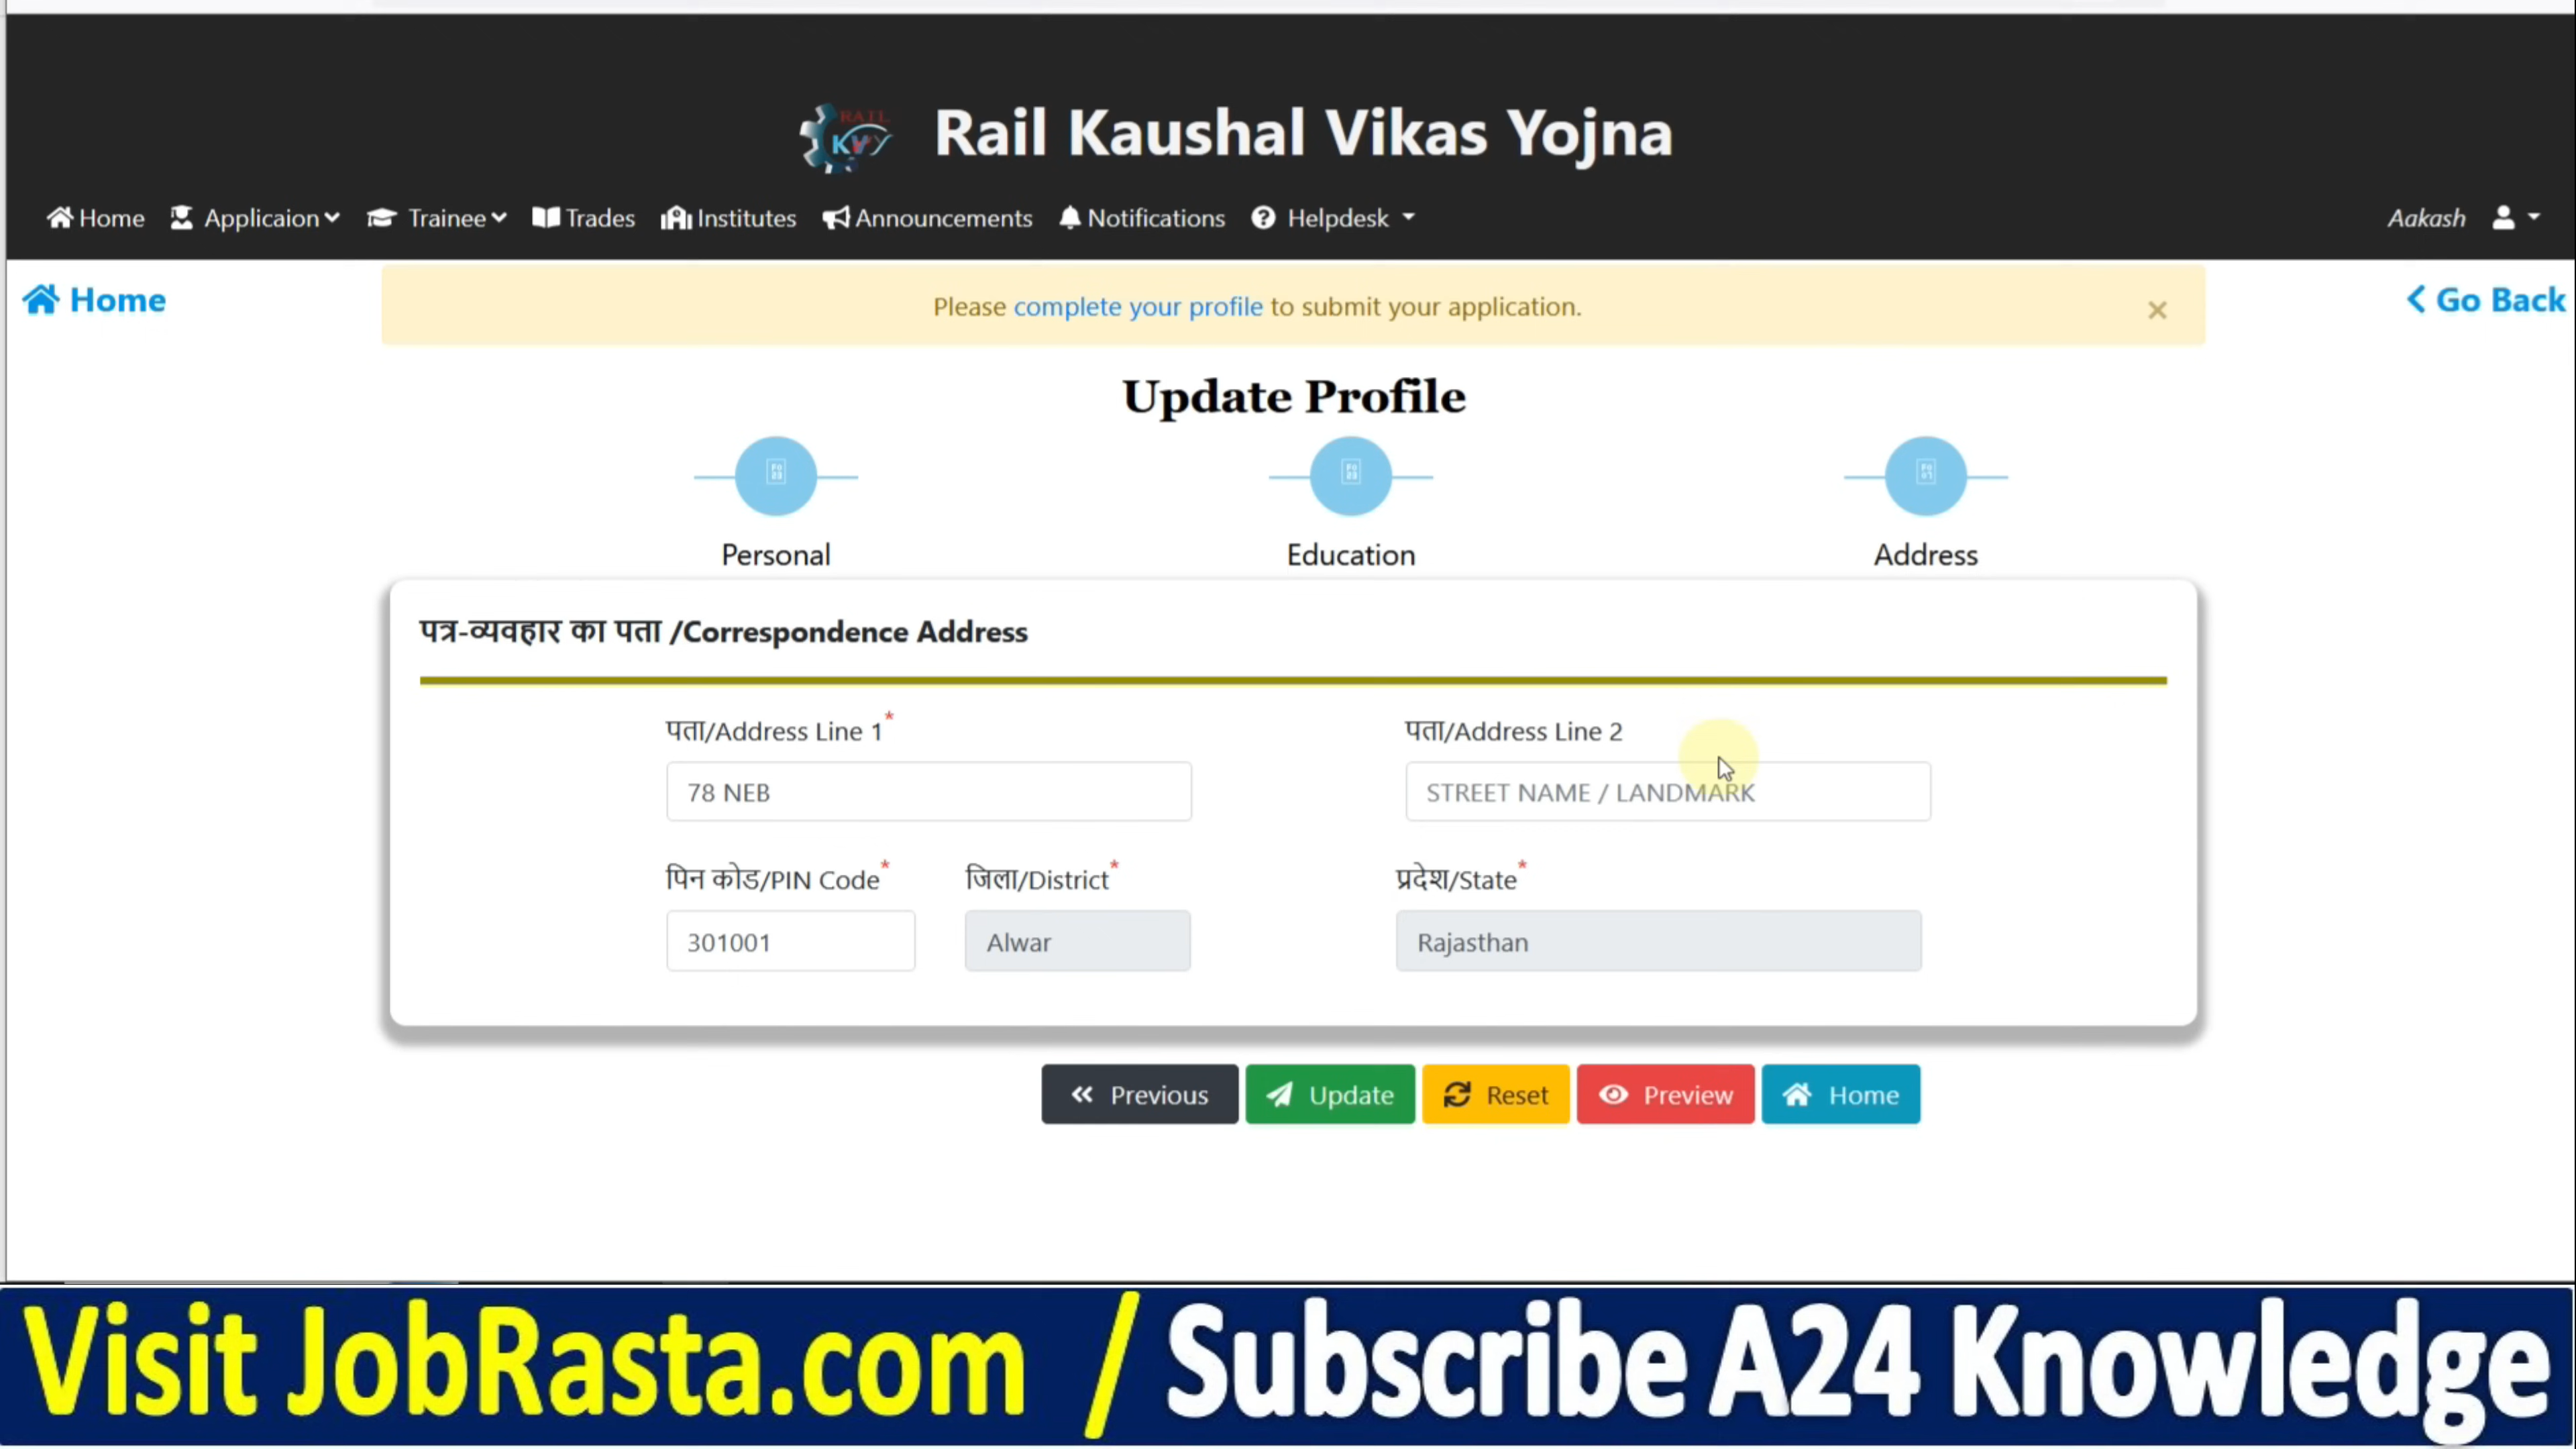 RAIL
KVY
Rail Kaushal Vikas Yojna
Home Applicaion Trainee Trades Institutes Announcements Notifications Helpdesk Aakash
Home
Please complete your profile to submit your application. ×
Go Back
Update Profile
Personal Education Address
पत्र-व्यवहार का पता /Correspondence Address
पता/Address Line 1* पता/Address Line 2
78 NEB STREET NAME / LANDMARK
पिन कोड/PIN Code* जिला/District* प्रदेश/State*
301001 Alwar Rajasthan
Previous Update Reset Preview Home
Visit JobRasta.com / Subscribe A24 Knowledge